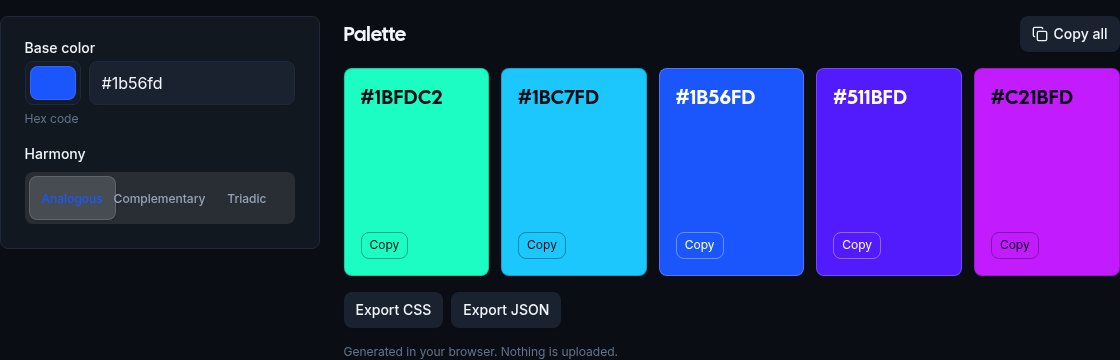 Base color
#1b56fd
Hex code
Harmony
Analogous Complementary Triadic
Palette
Copy all
#1BFDC2 #1BC7FD #1B56FD #511BFD #C21BFD
Copy Copy Copy Copy Copy
Export CSS Export JSON
Generated in your browser. Nothing is uploaded.